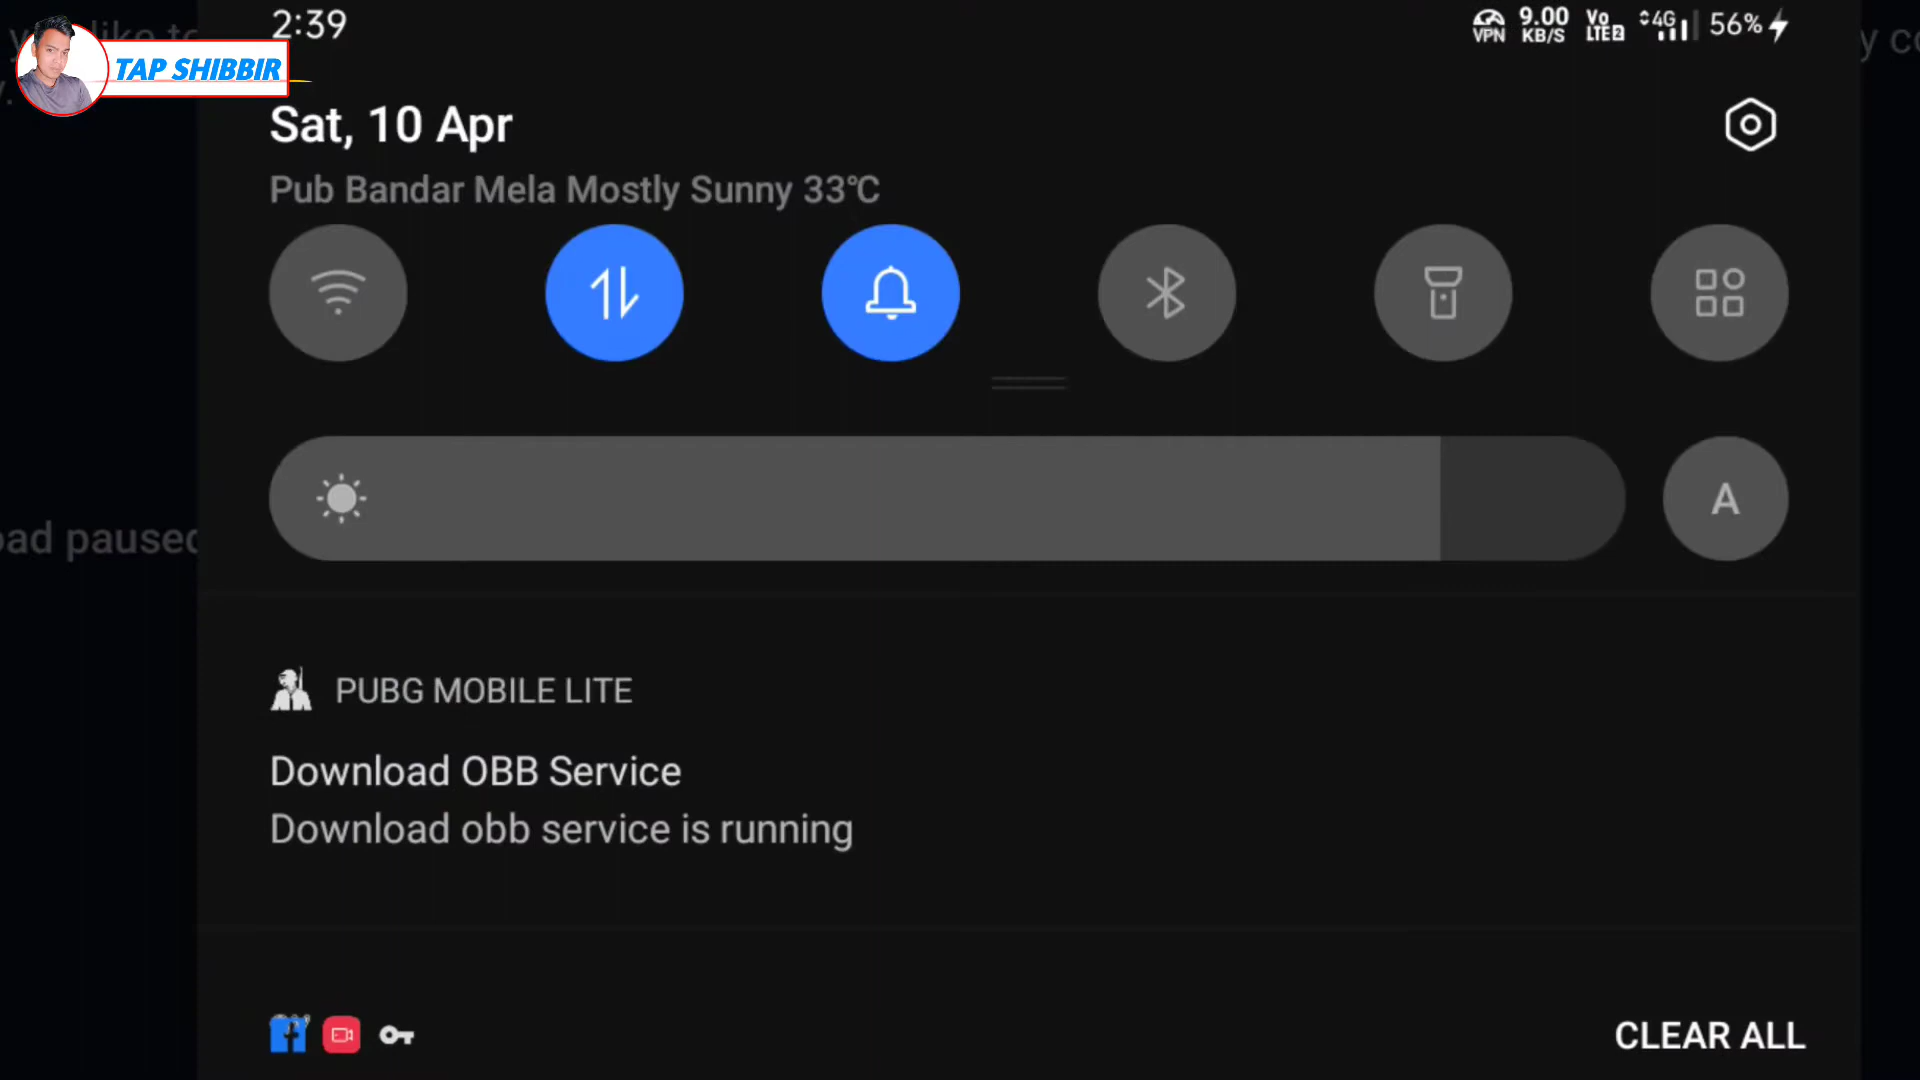 2:39
VPN
9.00 KB/S
Vo LTE 2
4G
56%
TAP SHIBBIR
Sat, 10 Apr
Pub Bandar Mela Mostly Sunny 33°C
A
ad paused
PUBG MOBILE LITE
Download OBB Service
Download obb service is running
CLEAR ALL